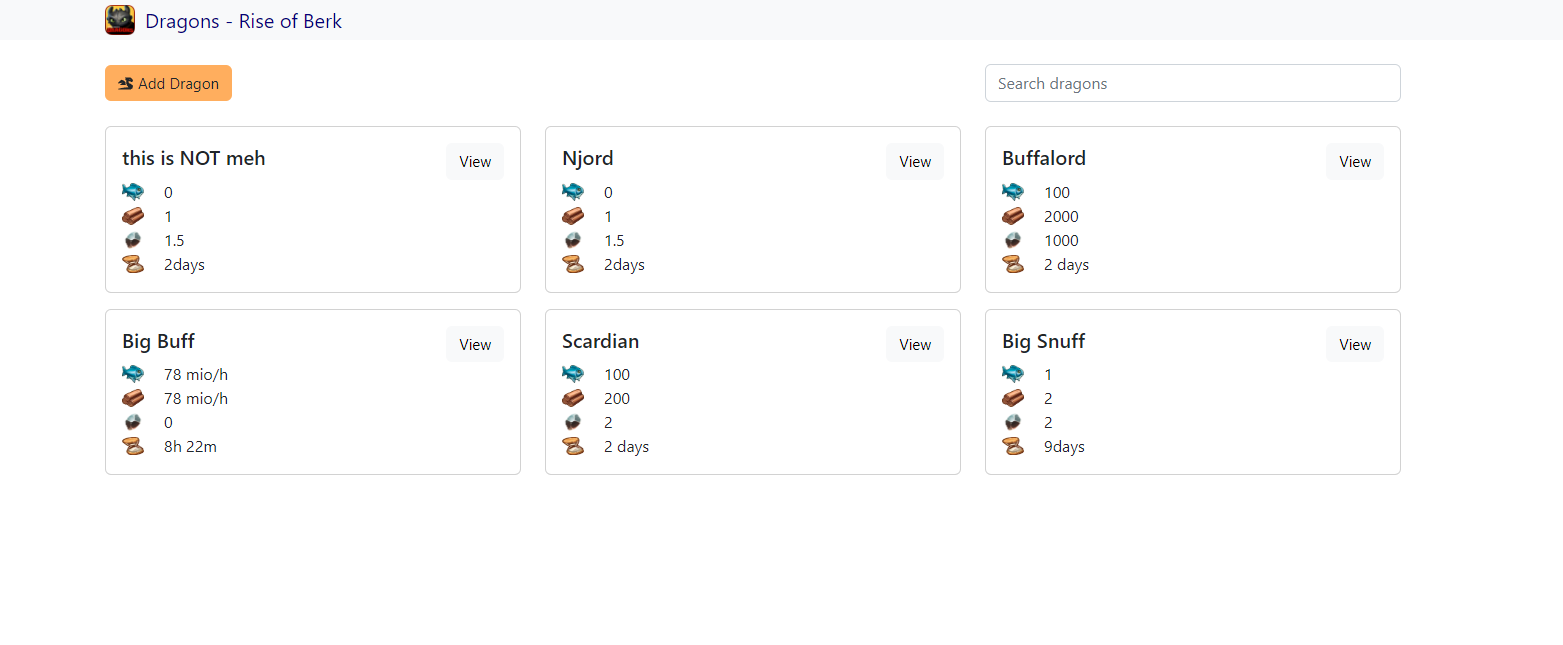 Dragons - Rise of Berk
Add Dragon
Search dragons
this is NOT meh
View
0
1
1.5
2days
Njord
View
0
1
1.5
2days
Buffalord
View
100
2000
1000
2 days
Big Buff
View
78 mio/h
78 mio/h
0
8h 22m
Scardian
View
100
200
2
2 days
Big Snuff
View
1
2
2
9days